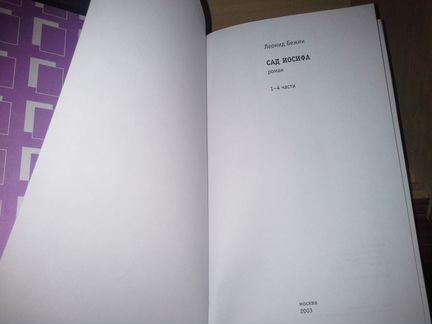 Леонид Бежин
САД ИОСИФА
роман
1—4 части
москва
2003